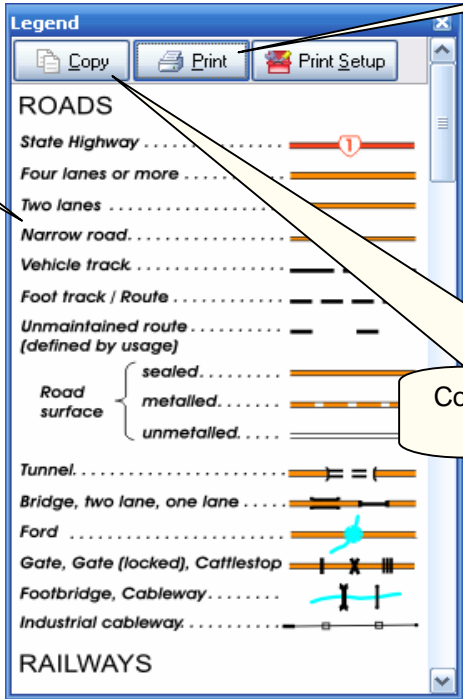 Legend
Copy Print Print Setup
ROADS
State Highway . . . . . . . . . . . . . . . . 1
Four lanes or more . . . . . . . . . . . .
Two lanes . . . . . . . . . . . . . . . . . . . .
Narrow road. . . . . . . . . . . . . . . . . .
Vehicle track. . . . . . . . . . . . . . . . . .
Foot track / Route . . . . . . . . . . . . .
Unmaintained route . . . . . . . . . .
(defined by usage)
Road surface
sealed. . . . . . . . .
metalled. . . . . . .
unmetalled. . . . .
Tunnel. . . . . . . . . . . . . . . . . . . . . . . .
Bridge, two lane, one lane . . . . .
Ford . . . . . . . . . . . . . . . . . . . . . . . . .
Gate, Gate (locked), Cattlestop
Footbridge, Cableway. . . . . . . .
Industrial cableway. . . . . . . . . . .
RAILWAYS